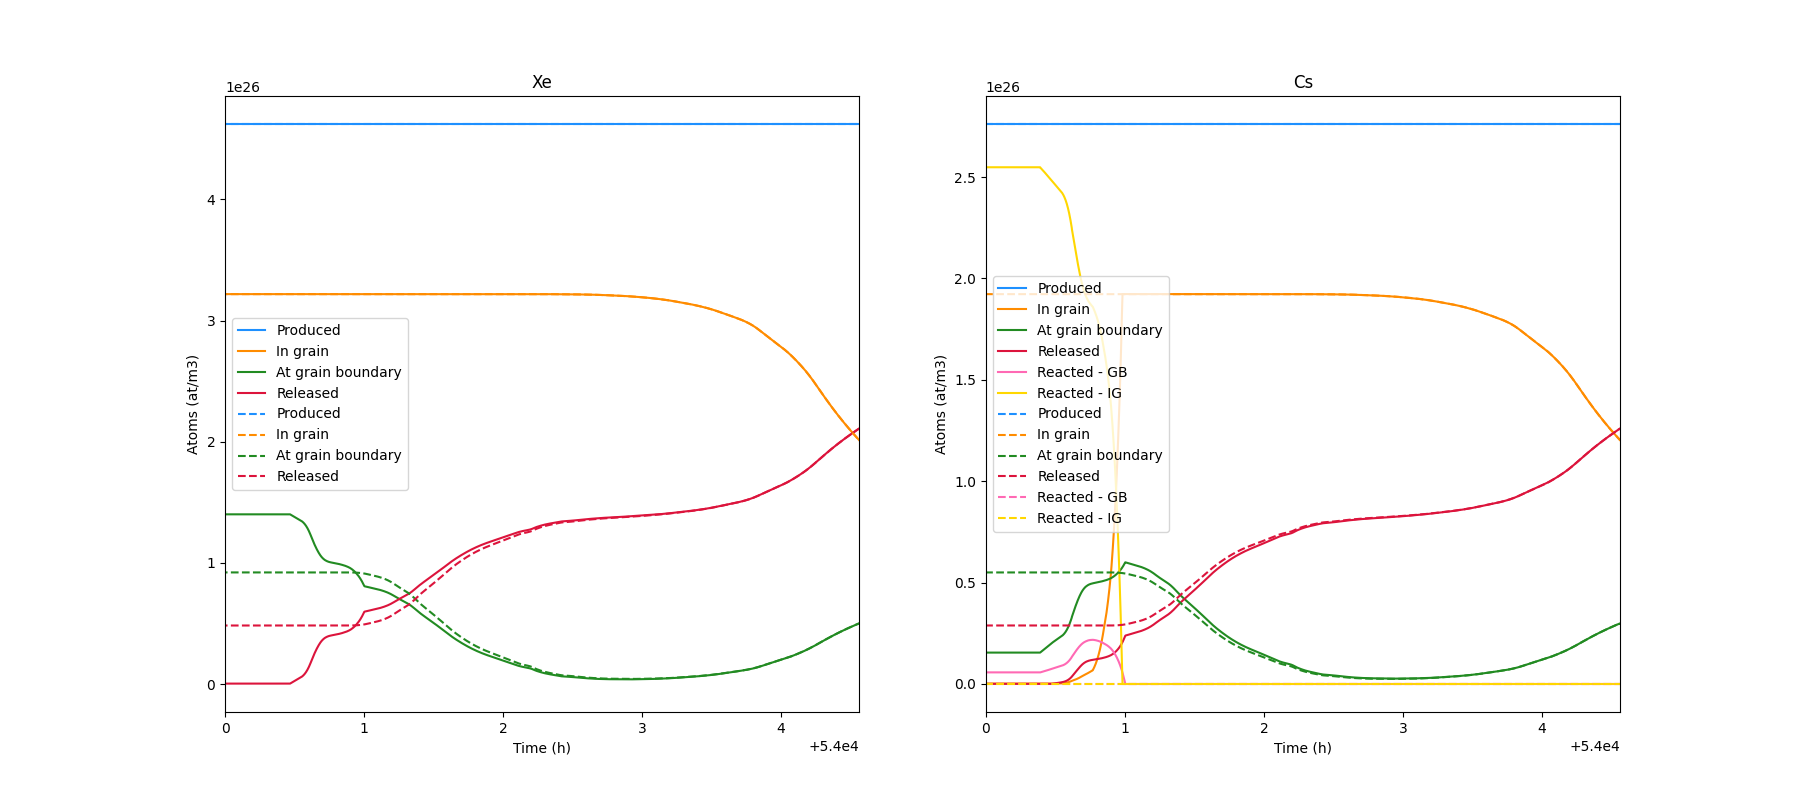 Xe
1e26
4
3
2
1
0
Atoms (at/m3)
Produced
In grain
At grain boundary
Released
Produced
In grain
At grain boundary
Released
0 1 2 3 4
Time (h)
+5.4e4
Cs
1e26
2.5
2.0
1.5
1.0
0.5
0.0
Atoms (at/m3)
Produced
In grain
At grain boundary
Released
Reacted - GB
Reacted - IG
Produced
In grain
At grain boundary
Released
Reacted - GB
Reacted - IG
0 1 2 3 4
Time (h)
+5.4e4